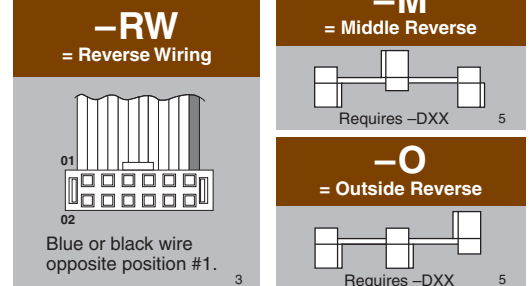 –RW
= Reverse Wiring
01
02
Blue or black wire
opposite position #1.
3
–M
= Middle Reverse
Requires –DXX
5
–O
= Outside Reverse
Requires –DXX
5